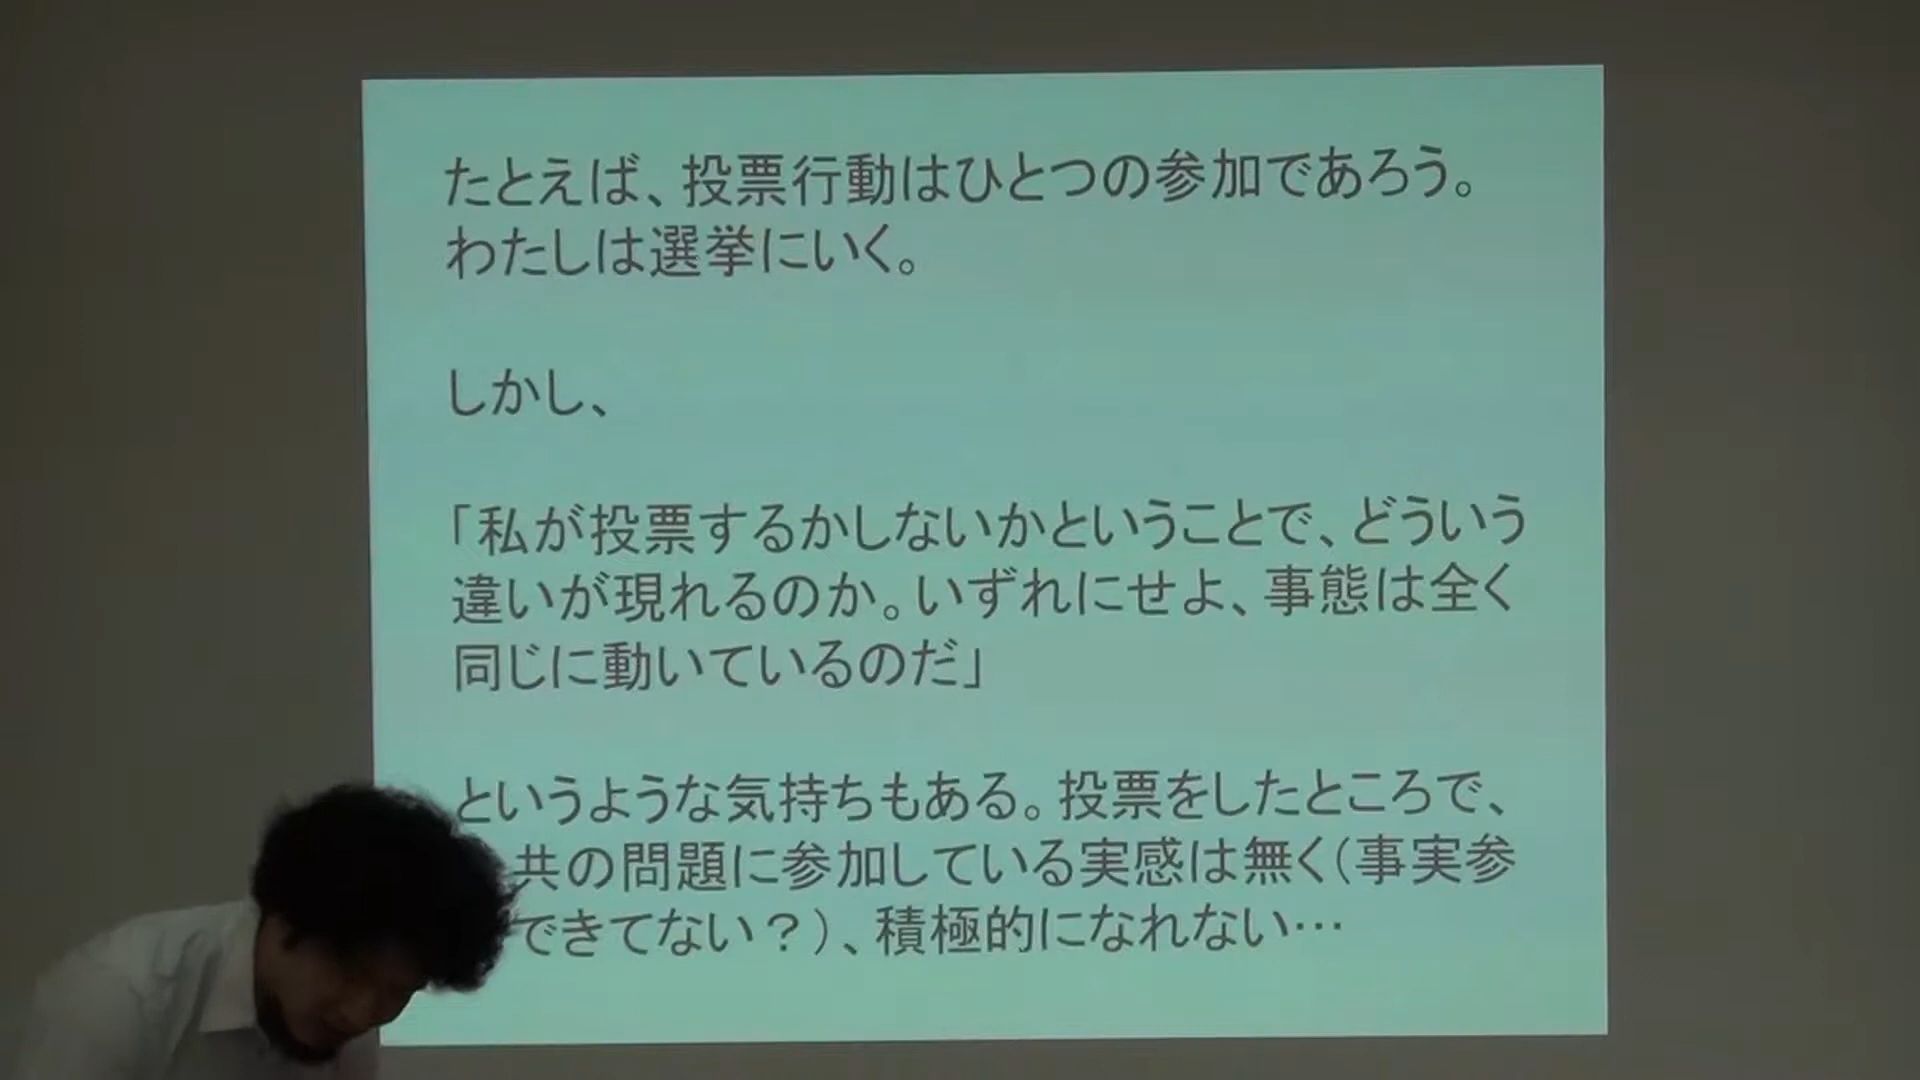 たとえば、投票行動はひとつの参加であろう。
わたしは選挙にいく。
しかし、
「私が投票するかしないかということで、どういう
違いが現れるのか。いずれにせよ、事態は全く
同じに動いているのだ」
というような気持ちもある。投票をしたところで、
共の問題に参加している実感は無く(事実参
できてない？)、積極的になれない…